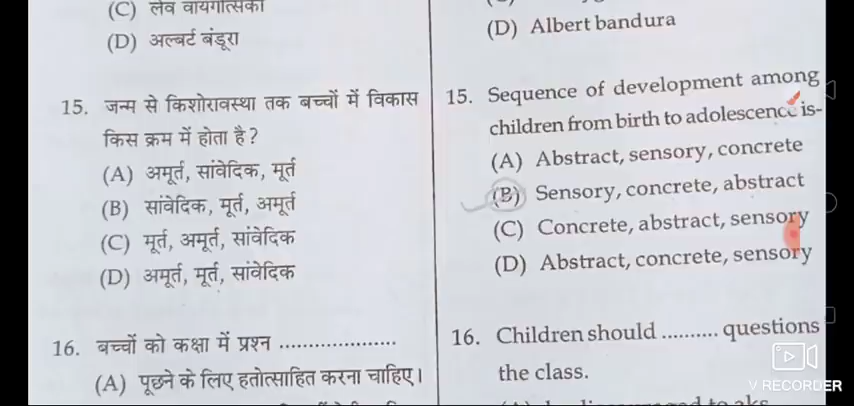 (C) लेव वायगोत्सकी
(D) अल्बर्ट बंडूरा
15. जन्म से किशोरावस्था तक बच्चों में विकास
किस क्रम में होता है?
(A) अमूर्त, सांवेदिक, मूर्त
(B) सांवेदिक, मूर्त, अमूर्त
(C) मूर्त, अमूर्त, सांवेदिक
(D) अमूर्त, मूर्त, सांवेदिक
16. बच्चों को कक्षा में प्रश्न ....................
(A) पूछने के लिए हतोत्साहित करना चाहिए।
(D) Albert bandura
15. Sequence of development among
children from birth to adolescence is-
(A) Abstract, sensory, concrete
(B) Sensory, concrete, abstract
(C) Concrete, abstract, sensory
(D) Abstract, concrete, sensory
16. Children should .......... questions
the class.
V RECORDER